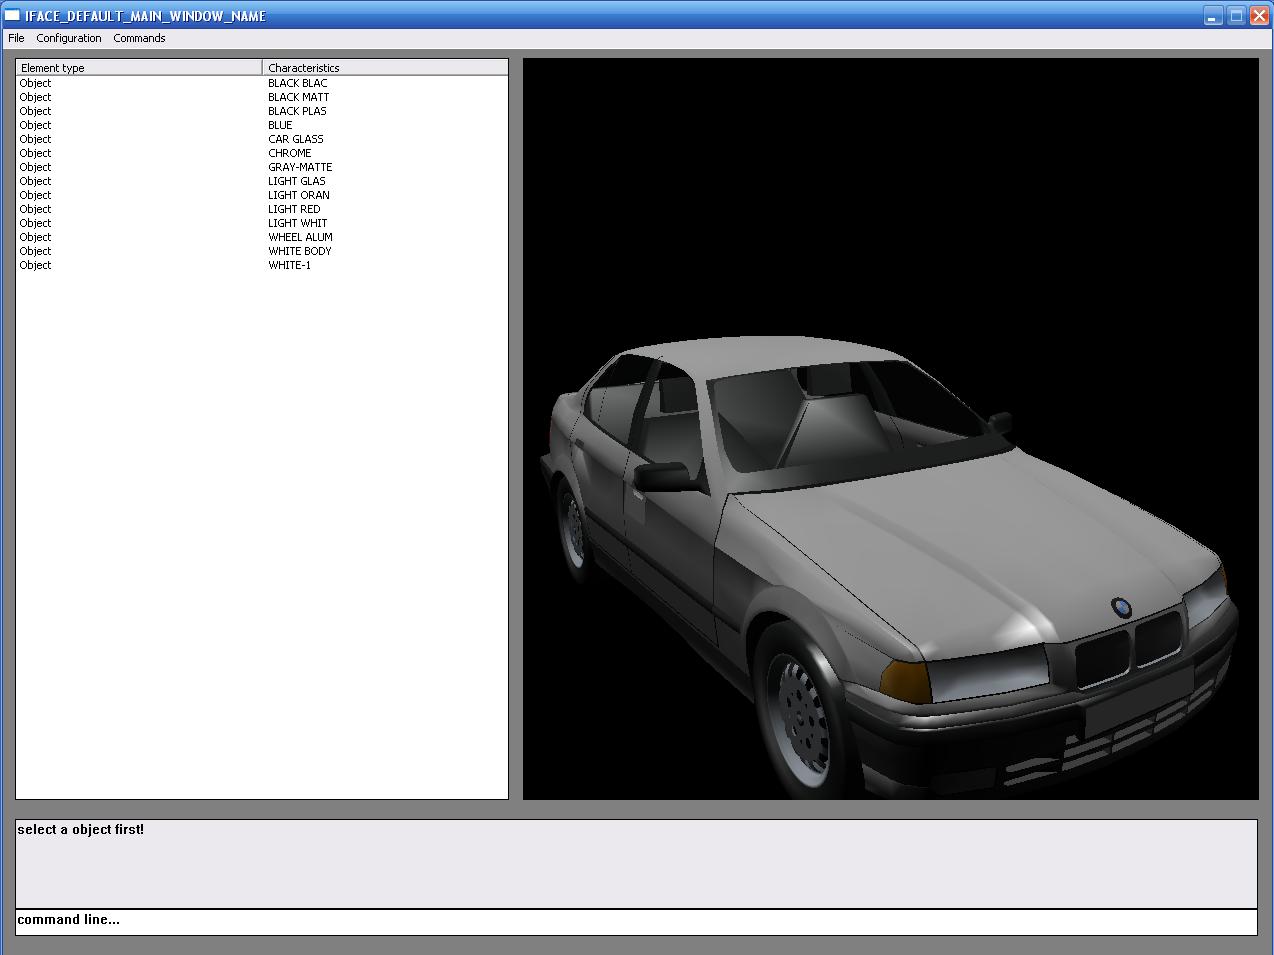 IFACE_DEFAULT_MAIN_WINDOW_NAME
File Configuration Commands
Element type Characteristics
Object BLACK BLAC
Object BLACK MATT
Object BLACK PLAS
Object BLUE
Object CAR GLASS
Object CHROME
Object GRAY-MATTE
Object LIGHT GLAS
Object LIGHT ORAN
Object LIGHT RED
Object LIGHT WHIT
Object WHEEL ALUM
Object WHITE BODY
Object WHITE-1
select a object first!
command line...